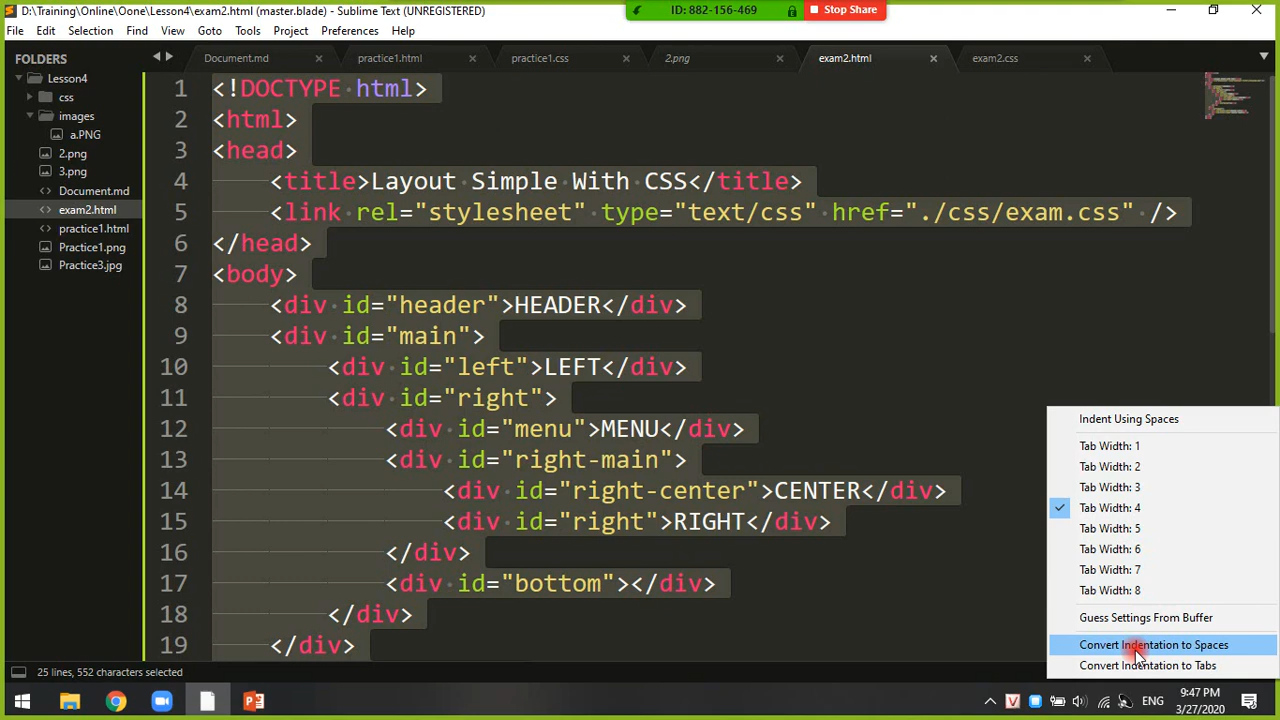 D:\Training\Online\Oone\Lesson4\exam2.html (master.blade) - Sublime Text (UNREGISTERED)
ID: 882-156-469
Stop Share
File Edit Selection Find View Goto Tools Project Preferences Help
FOLDERS
Lesson4
css
images
a.PNG
2.png
3.png
Document.md
exam2.html
practice1.html
Practice1.png
Practice3.jpg
Document.md practice1.html practice1.css 2.png exam2.html exam2.css
1 <!DOCTYPE html>
2 <html>
3 <head>
4 <title>Layout Simple With CSS</title>
5 <link rel="stylesheet" type="text/css" href="./css/exam.css" />
6 </head>
7 <body>
8 <div id="header">HEADER</div>
9 <div id="main">
10 <div id="left">LEFT</div>
11 <div id="right">
12 <div id="menu">MENU</div>
13 <div id="right-main">
14 <div id="right-center">CENTER</div>
15 <div id="right">RIGHT</div>
16 </div>
17 <div id="bottom"></div>
18 </div>
19 </div>
Indent Using Spaces
Tab Width: 1
Tab Width: 2
Tab Width: 3
Tab Width: 4
Tab Width: 5
Tab Width: 6
Tab Width: 7
Tab Width: 8
Guess Settings From Buffer
Convert Indentation to Spaces
Convert Indentation to Tabs
25 lines, 552 characters selected
ENG
9:47 PM
3/27/2020